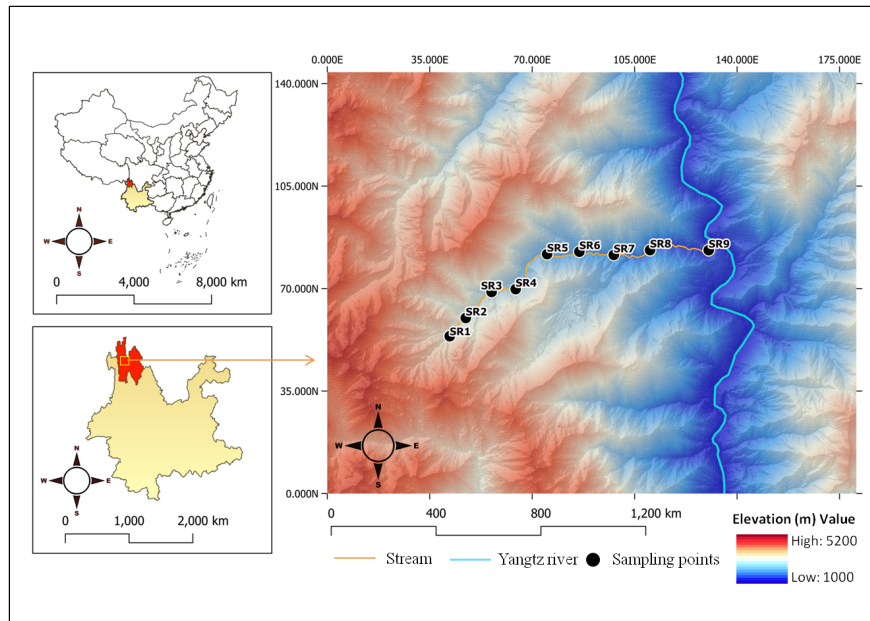 N
W E
S
0 4,000 8,000 km
N
W E
S
0 1,000 2,000 km
0.000E 35.000E 70.000E 105.000E 140.000E 175.000E
140.000N
105.000N
70.000N
35.000N
0.000N
SR1
SR2
SR3
SR4
SR5
SR6
SR7
SR8
SR9
N
W E
S
0 400 800 1,200 km
Stream Yangtz river Sampling points
Elevation (m) Value
High: 5200
Low: 1000